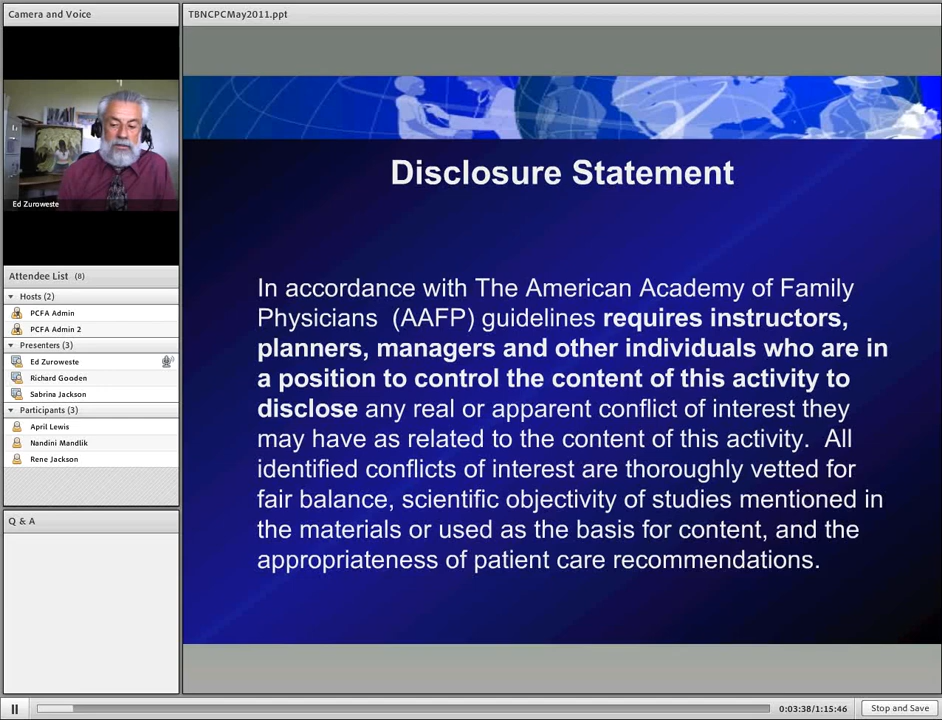 Camera and Voice
Ed Zuroweste
Attendee List (8)
Hosts (2)
PCFA Admin
PCFA Admin 2
Presenters (3)
Ed Zuroweste
Richard Gooden
Sabrina Jackson
Participants (3)
April Lewis
Nandini Mandlik
Rene Jackson
Q & A
TBNCPCMay2011.ppt
Disclosure Statement
In accordance with The American Academy of Family
Physicians (AAFP) guidelines requires instructors,
planners, managers and other individuals who are in
a position to control the content of this activity to
disclose any real or apparent conflict of interest they
may have as related to the content of this activity. All
identified conflicts of interest are thoroughly vetted for
fair balance, scientific objectivity of studies mentioned in
the materials or used as the basis for content, and the
appropriateness of patient care recommendations.
0:03:38/1:15:46
Stop and Save